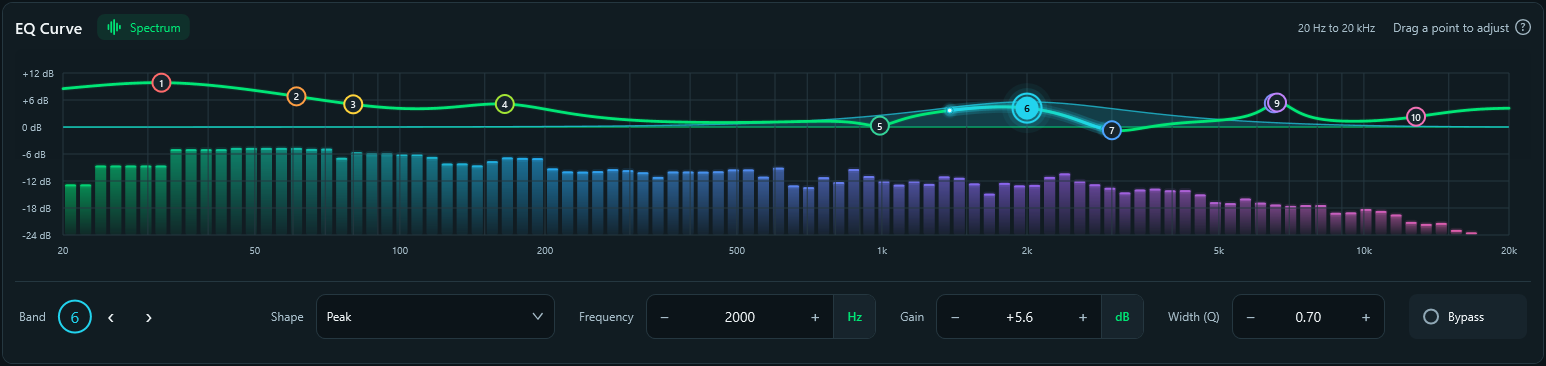 EQ Curve Spectrum 20 Hz to 20 kHz Drag a point to adjust ?
+12 dB
+6 dB
0 dB
-6 dB
-12 dB
-18 dB
-24 dB
1 2 3 4 5 6 7 9 10
20 50 100 200 500 1k 2k 5k 10k 20k
Band 6 Shape Peak Frequency − 2000 + Hz Gain − +5.6 + dB Width (Q) − 0.70 + Bypass